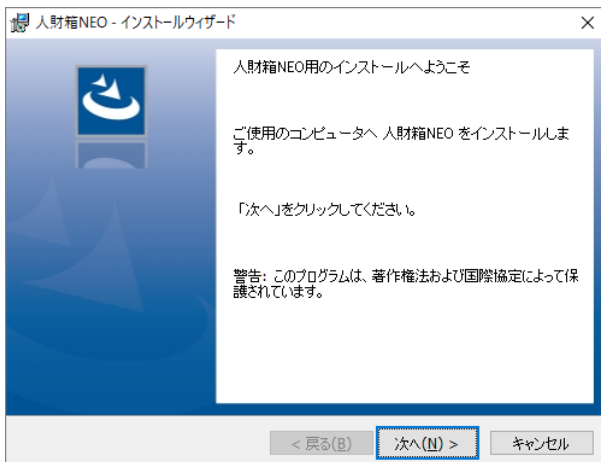 人財箱NEO - インストールウィザード
人財箱NEO用のインストールへようこそ
ご使用のコンピュータへ 人財箱NEO をインストールしま
す。
「次へ」をクリックしてください。
警告: このプログラムは、著作権法および国際協定によって保
護されています。
< 戻る(B)
次へ(N) >
キャンセル